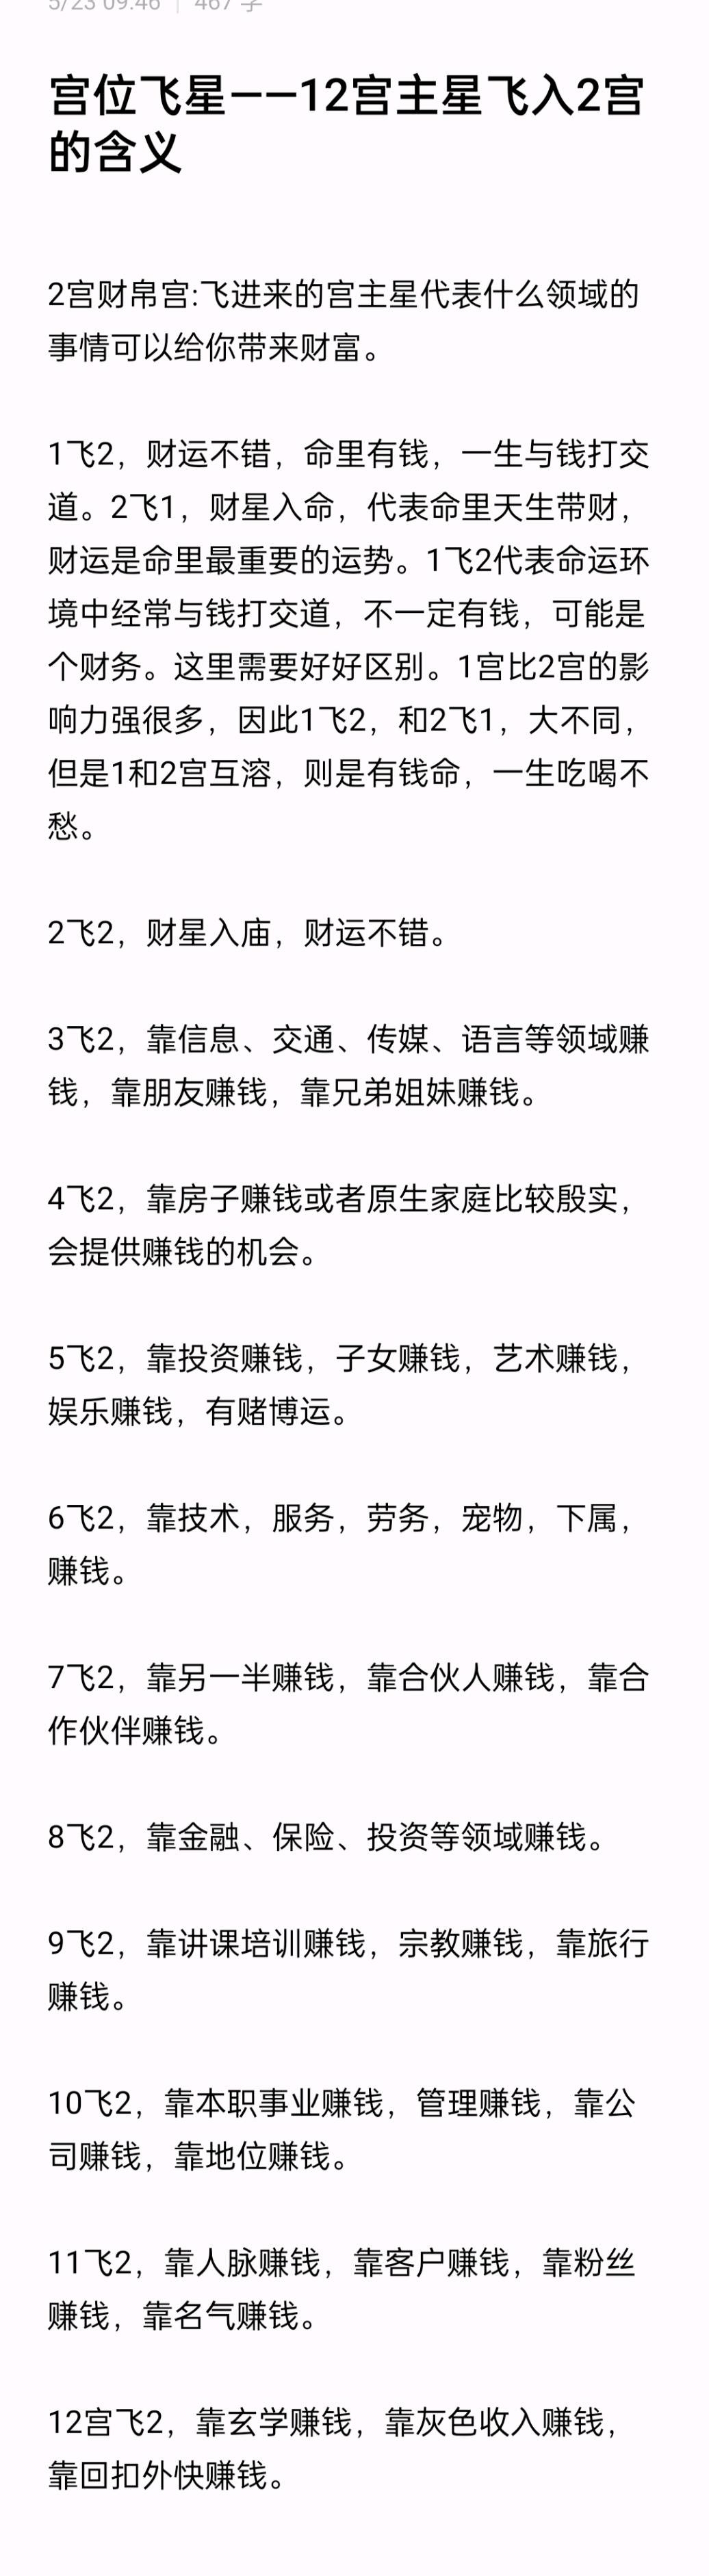 5/23 09:46 | 467 字
宫位飞星——12宫主星飞入2宫
的含义
2宫财帛宫:飞进来的宫主星代表什么领域的
事情可以给你带来财富。
1飞2，财运不错，命里有钱，一生与钱打交
道。2飞1，财星入命，代表命里天生带财，
财运是命里最重要的运势。1飞2代表命运环
境中经常与钱打交道，不一定有钱，可能是
个财务。这里需要好好区别。1宫比2宫的影
响力强很多，因此1飞2，和2飞1，大不同，
但是1和2宫互溶，则是有钱命，一生吃喝不
愁。
2飞2，财星入庙，财运不错。
3飞2，靠信息、交通、传媒、语言等领域赚
钱，靠朋友赚钱，靠兄弟姐妹赚钱。
4飞2，靠房子赚钱或者原生家庭比较殷实，
会提供赚钱的机会。
5飞2，靠投资赚钱，子女赚钱，艺术赚钱，
娱乐赚钱，有赌博运。
6飞2，靠技术，服务，劳务，宠物，下属，
赚钱。
7飞2，靠另一半赚钱，靠合伙人赚钱，靠合
作伙伴赚钱。
8飞2，靠金融、保险、投资等领域赚钱。
9飞2，靠讲课培训赚钱，宗教赚钱，靠旅行
赚钱。
10飞2，靠本职事业赚钱，管理赚钱，靠公
司赚钱，靠地位赚钱。
11飞2，靠人脉赚钱，靠客户赚钱，靠粉丝
赚钱，靠名气赚钱。
12宫飞2，靠玄学赚钱，靠灰色收入赚钱，
靠回扣外快赚钱。